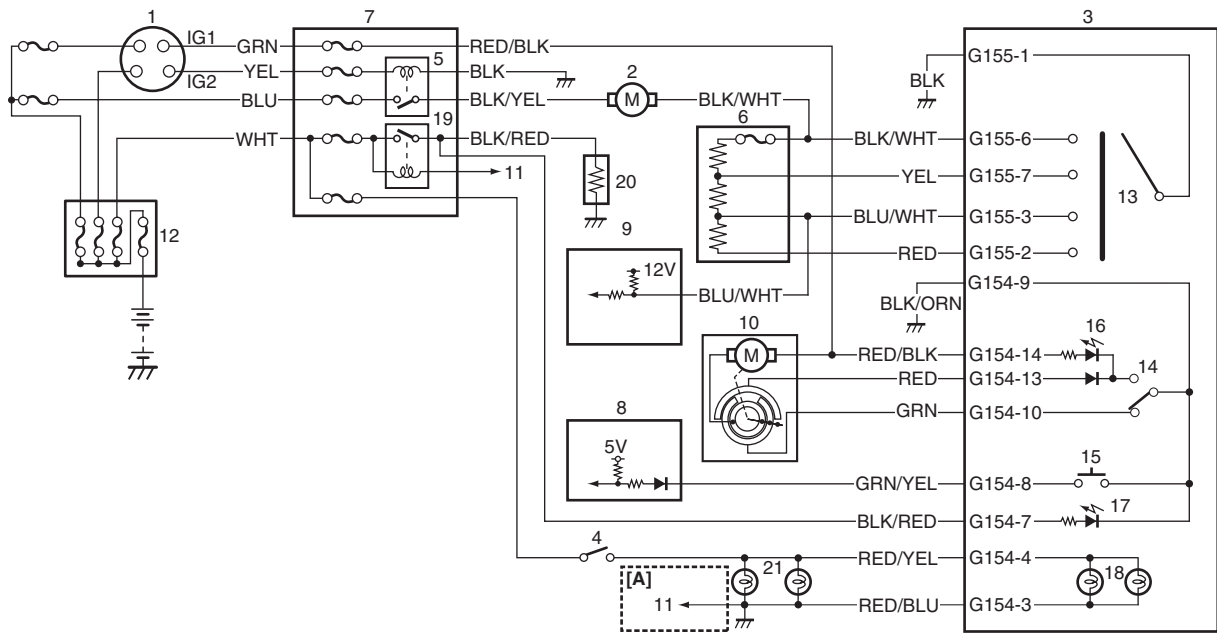 1
7
3
IG1
GRN
RED/BLK
G155-1
IG2
YEL
5
BLK
2
BLK
M
BLU
BLK/YEL
BLK/WHT
6
WHT
19
BLK/RED
BLK/WHT
G155-6
11
20
YEL
G155-7
13
12
9
BLU/WHT
G155-3
12V
RED
G155-2
BLU/WHT
BLK/ORN
G154-9
10
16
M
RED/BLK
G154-14
14
RED
G154-13
8
GRN
G154-10
5V
15
GRN/YEL
G154-8
17
BLK/RED
G154-7
4
RED/YEL
G154-4
[A]
21
18
11
RED/BLU
G154-3